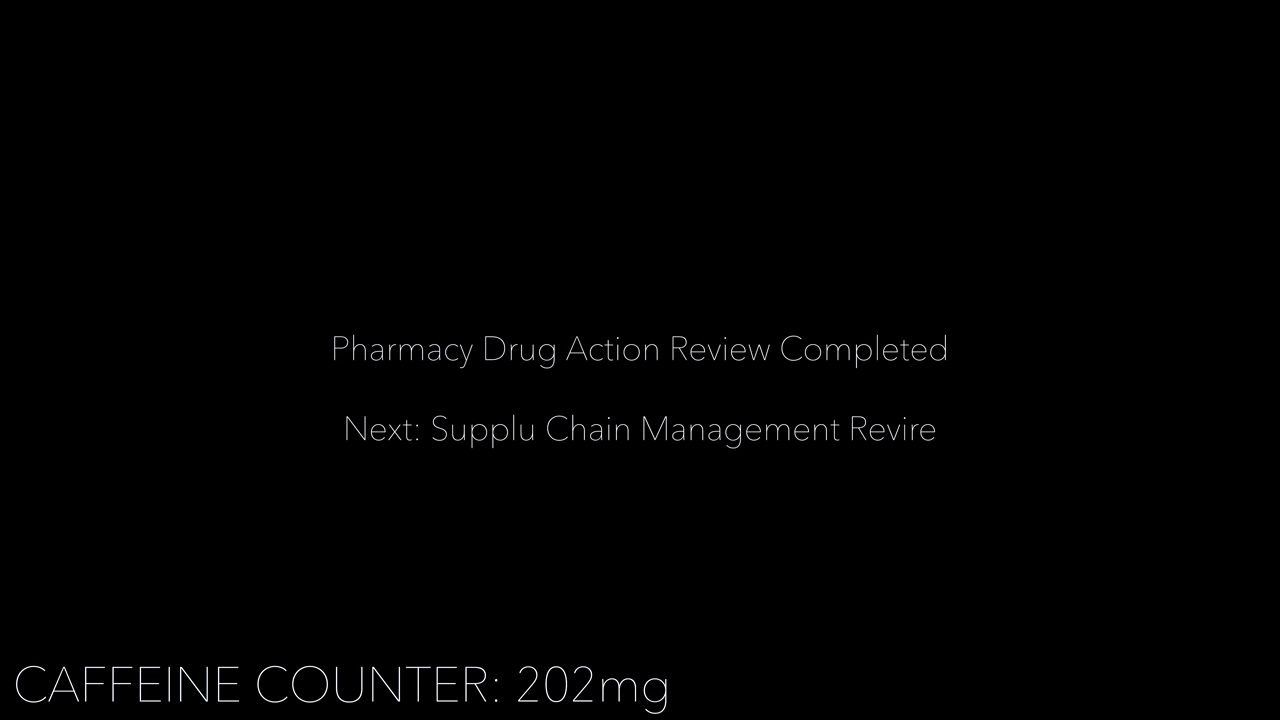 Pharmacy Drug Action Review Completed
Next: Supplu Chain Management Revire
CAFFEINE COUNTER: 202mg